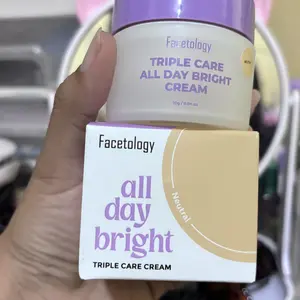 Facetology
TRIPLE CARE
ALL DAY BRIGHT
CREAM
Facetology
all
day
bright
Neutral
TRIPLE CARE CREAM